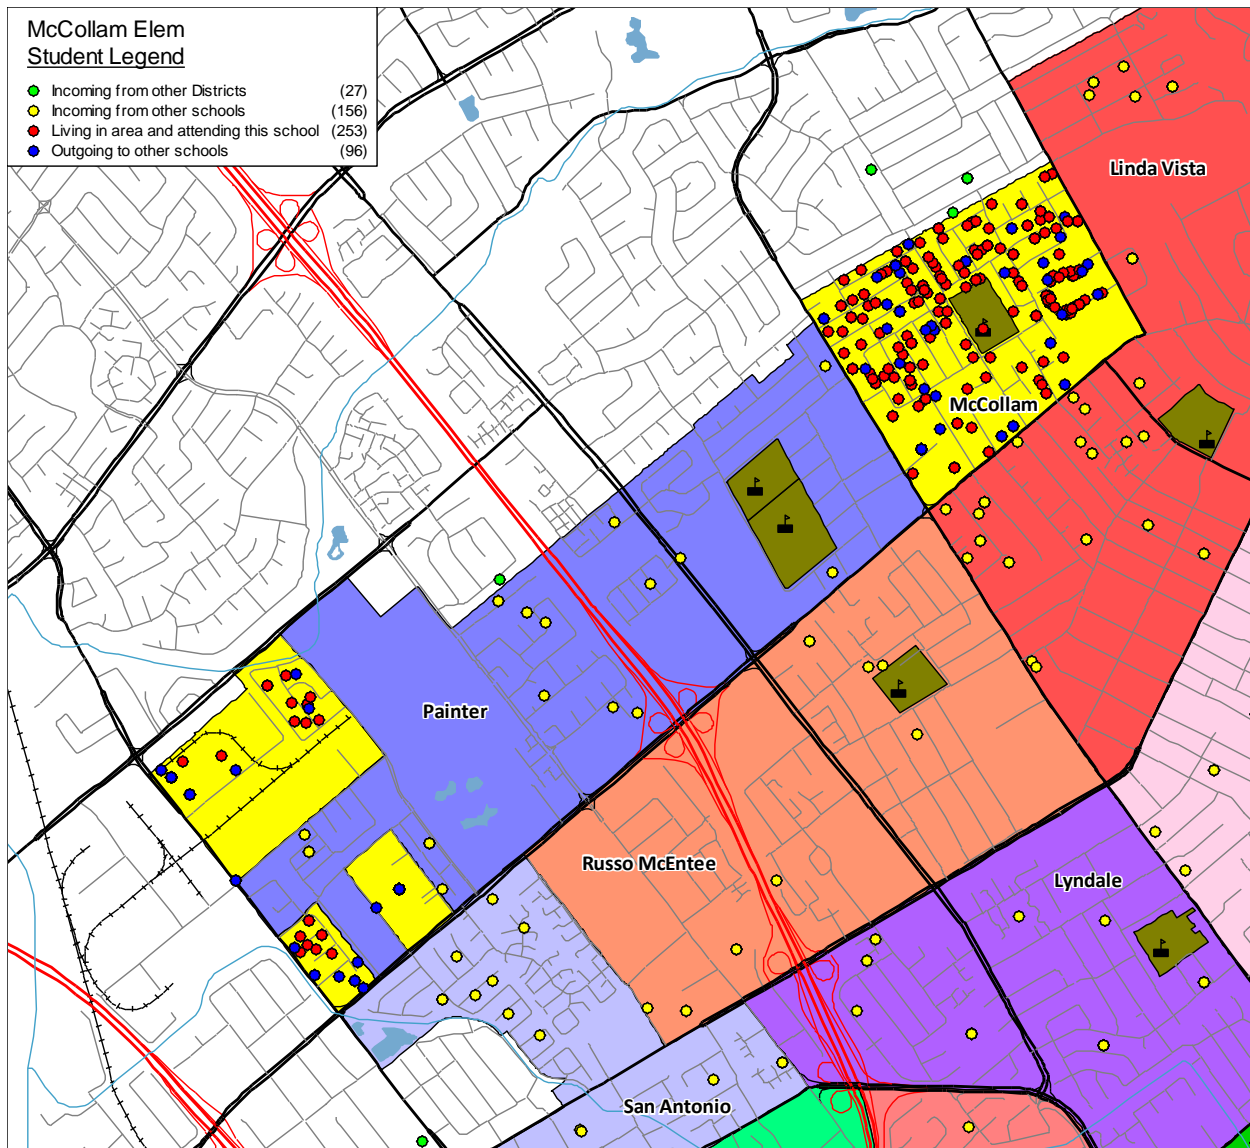 McCollam Elem
Student Legend
Incoming from other Districts (27)
Incoming from other schools (156)
Living in area and attending this school (253)
Outgoing to other schools (96)
Linda Vista
McCollam
Painter
Russo McEntee
Lyndale
San Antonio